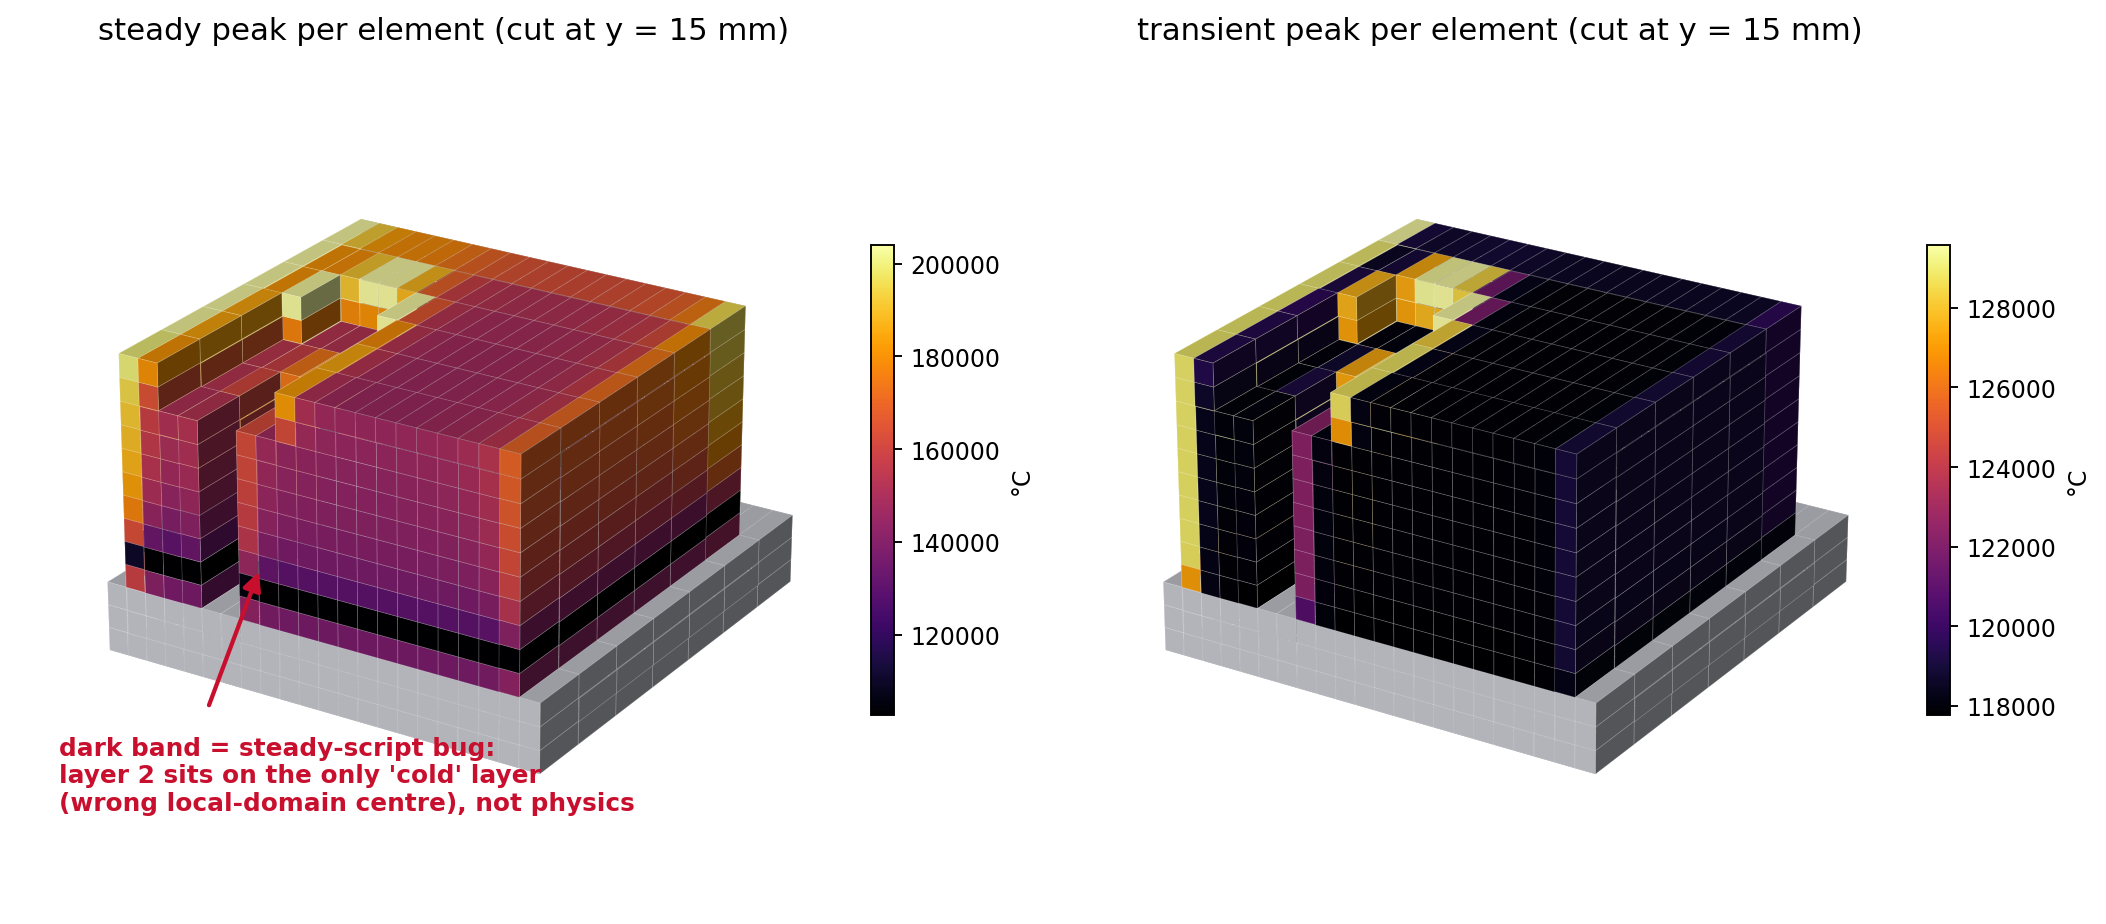 steady peak per element (cut at y = 15 mm)
transient peak per element (cut at y = 15 mm)
200000
180000
160000
140000
120000
°C
128000
126000
124000
122000
120000
118000
°C
dark band = steady-script bug:
layer 2 sits on the only 'cold' layer
(wrong local-domain centre), not physics